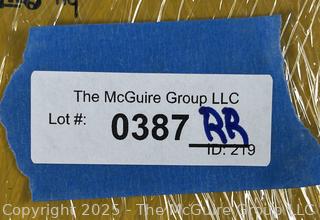 The McGuire Group LLC
Lot #: 0387 RR
ID: 219
Copyright 2025 - The McGuire Group LLC